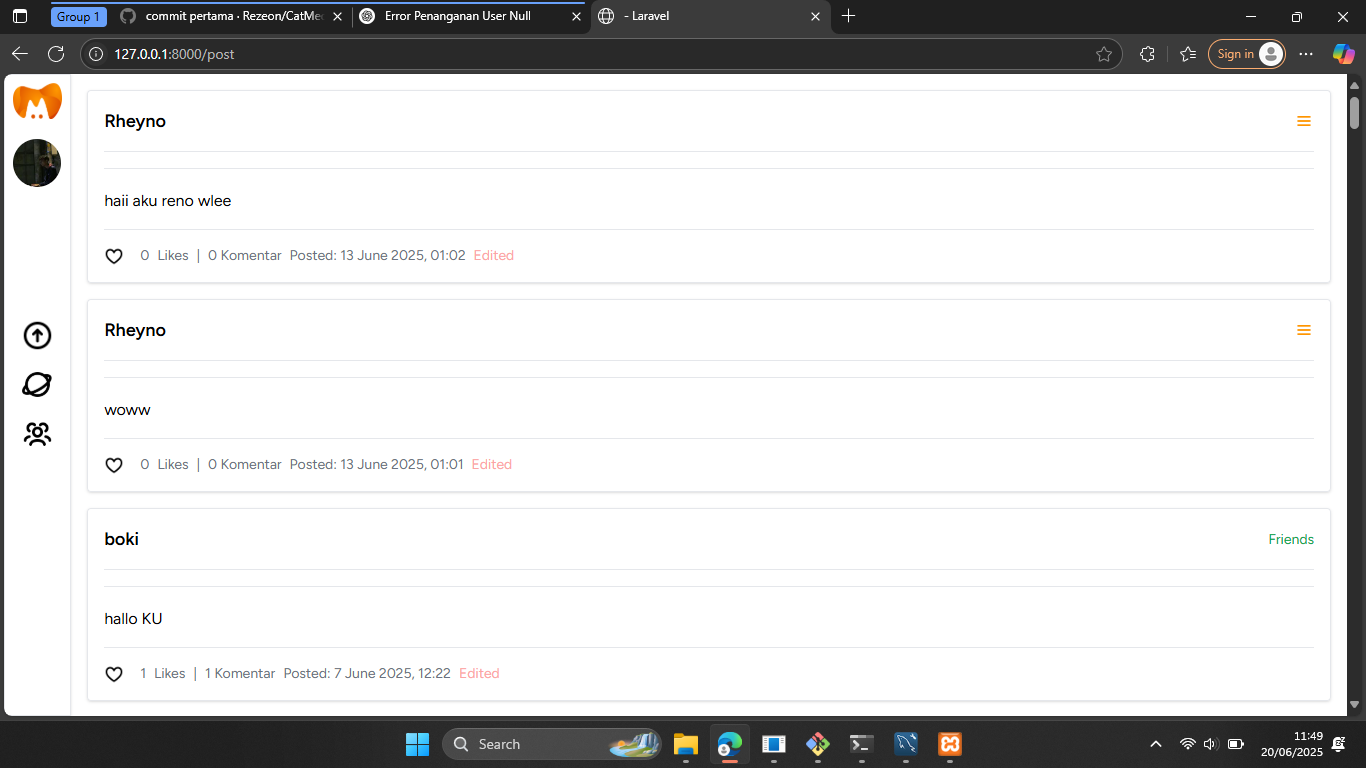 Group 1
commit pertama · Rezeon/CatMe
Error Penanganan User Null
- Laravel
127.0.0.1:8000/post
Sign in
Rheyno
haii aku reno wlee
0 Likes | 0 Komentar Posted: 13 June 2025, 01:02 Edited
Rheyno
woww
0 Likes | 0 Komentar Posted: 13 June 2025, 01:01 Edited
boki
Friends
hallo KU
1 Likes | 1 Komentar Posted: 7 June 2025, 12:22 Edited
Search
11:49
20/06/2025